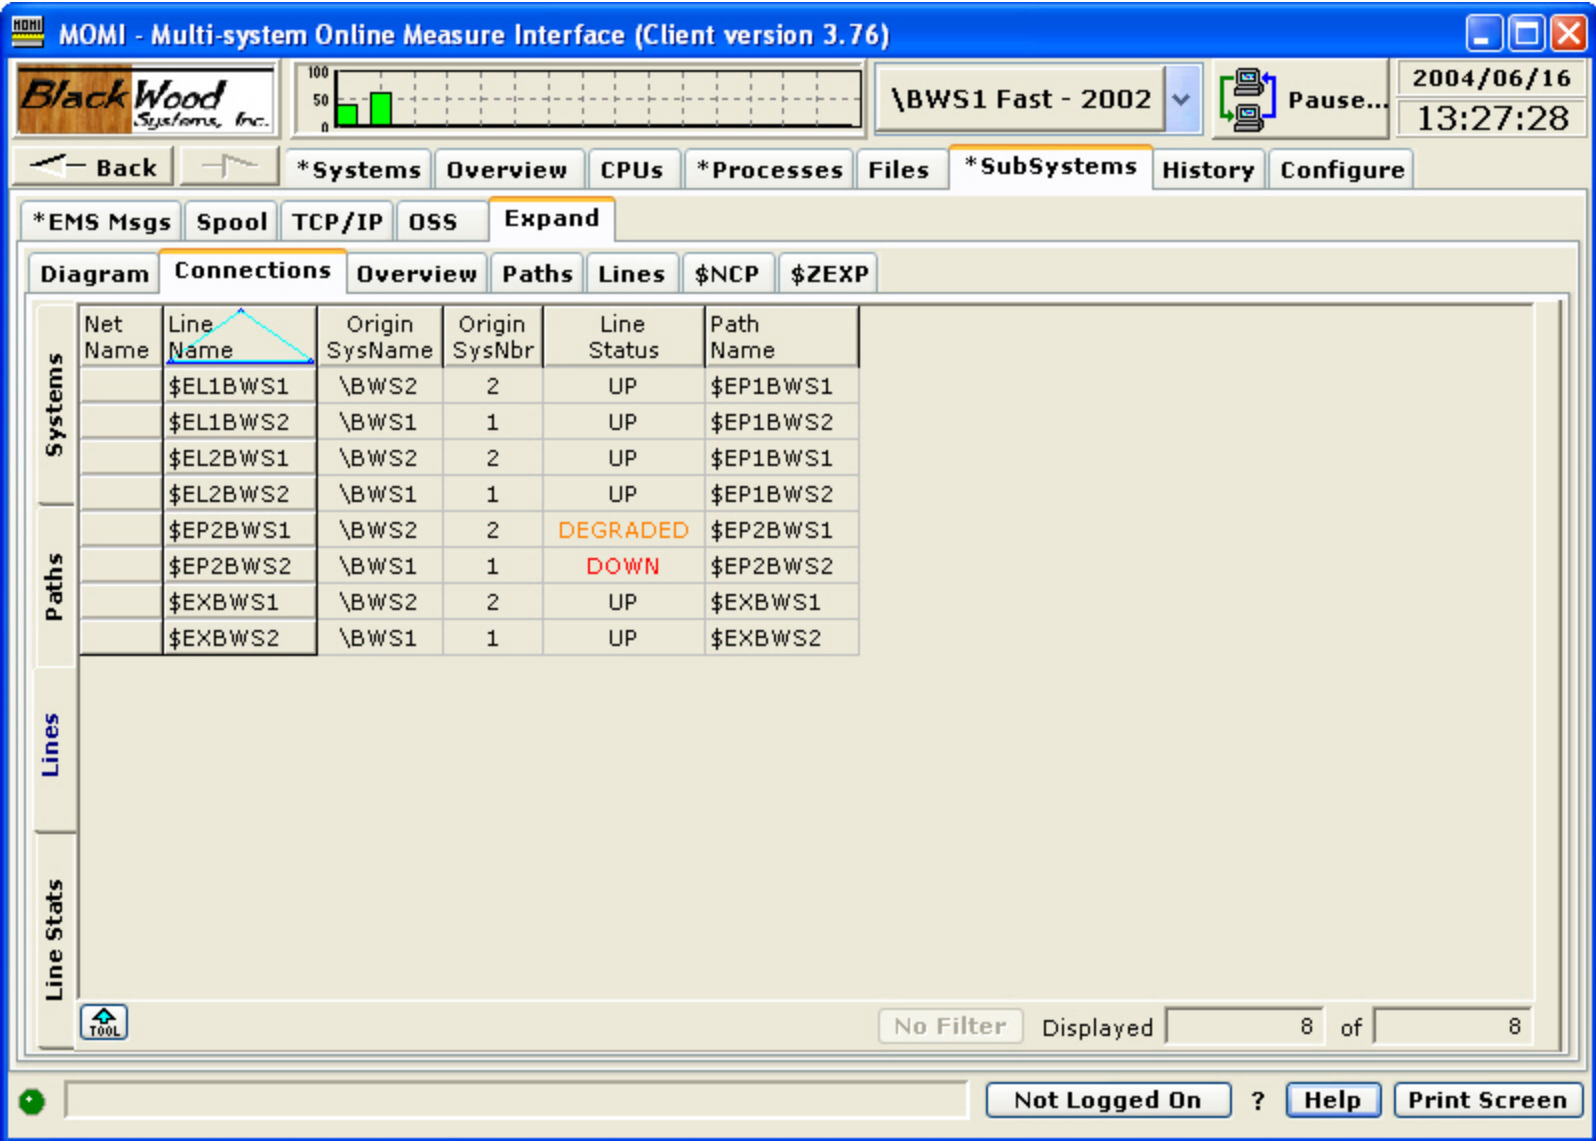 MOMI
MOMI - Multi-system Online Measure Interface (Client version 3.76)
BlackWood
Systems, Inc.
100
50
0
\BWS1 Fast - 2002
Pause...
2004/06/16
13:27:28
Back
*Systems Overview CPUs *Processes Files *SubSystems History Configure
*EMS Msgs Spool TCP/IP OSS Expand
Diagram Connections Overview Paths Lines $NCP $ZEXP
Systems
Paths
Lines
Line Stats
Net Name Line Name Origin SysName Origin SysNbr Line Status Path Name
$EL1BWS1 \BWS2 2 UP $EP1BWS1
$EL1BWS2 \BWS1 1 UP $EP1BWS2
$EL2BWS1 \BWS2 2 UP $EP1BWS1
$EL2BWS2 \BWS1 1 UP $EP1BWS2
$EP2BWS1 \BWS2 2 DEGRADED $EP2BWS1
$EP2BWS2 \BWS1 1 DOWN $EP2BWS2
$EXBWS1 \BWS2 2 UP $EXBWS1
$EXBWS2 \BWS1 1 UP $EXBWS2
TOOL
No Filter Displayed 8 of 8
Not Logged On ? Help Print Screen